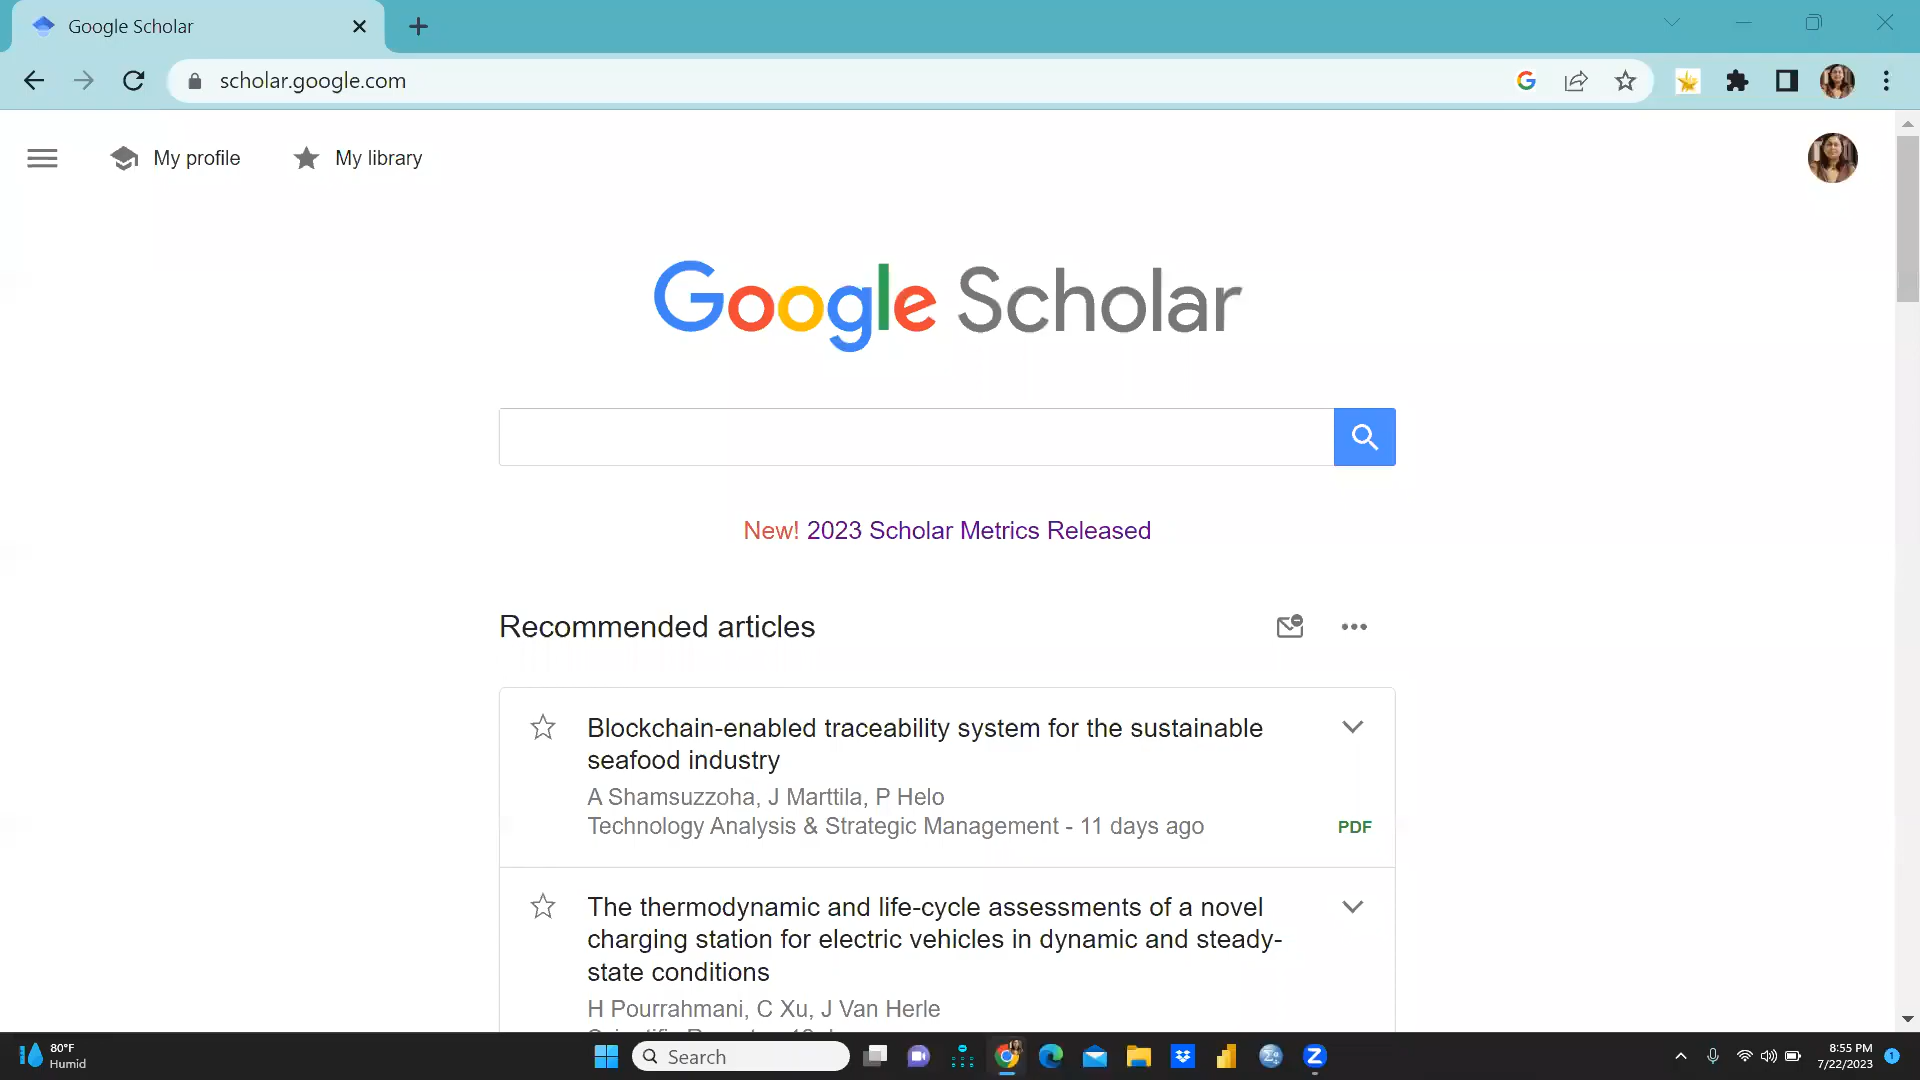 Google Scholar
scholar.google.com
My profile
My library
Google Scholar
New! 2023 Scholar Metrics Released
Recommended articles
Blockchain-enabled traceability system for the sustainable
seafood industry
A Shamsuzzoha, J Marttila, P Helo
Technology Analysis & Strategic Management - 11 days ago
PDF
The thermodynamic and life-cycle assessments of a novel
charging station for electric vehicles in dynamic and steady-
state conditions
H Pourrahmani, C Xu, J Van Herle
80°F
Humid
Search
8:55 PM
7/22/2023
1